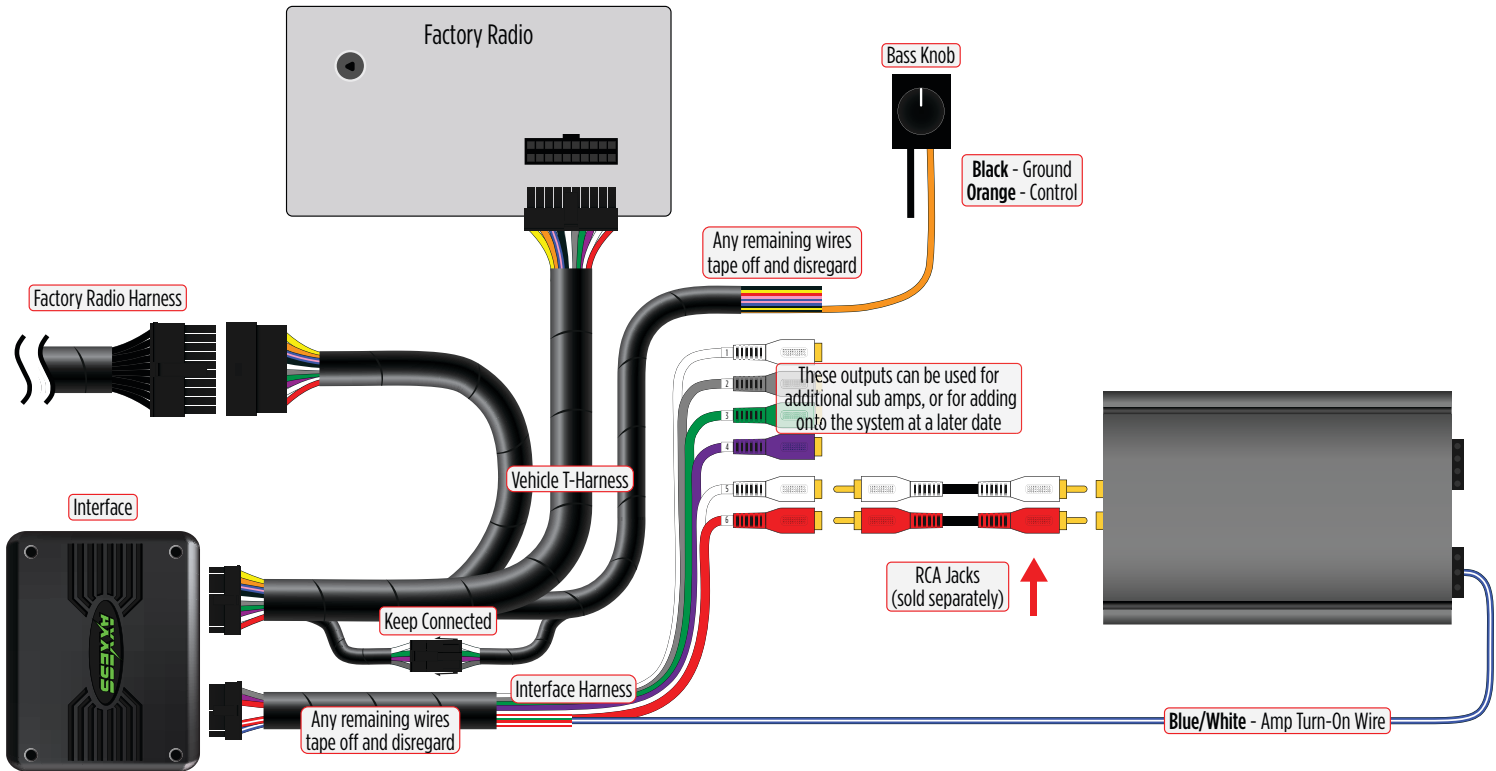 Factory Radio
Bass Knob
Black - Ground
Orange - Control
Any remaining wires
tape off and disregard
Factory Radio Harness
1
2
3
4
5
6
These outputs can be used for
additional sub amps, or for adding
onto the system at a later date
Vehicle T-Harness
Interface
AXXESS
RCA Jacks
(sold separately)
Keep Connected
Interface Harness
Any remaining wires
tape off and disregard
Blue/White - Amp Turn-On Wire